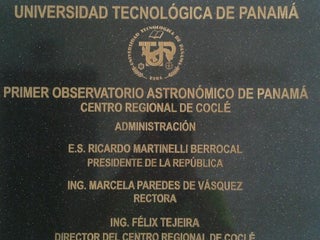 UNIVERSIDAD TECNOLÓGICA DE PANAMÁ
PRIMER OBSERVATORIO ASTRONÓMICO DE PANAMÁ
CENTRO REGIONAL DE COCLÉ
ADMINISTRACIÓN
E.S. RICARDO MARTINELLI BERROCAL
PRESIDENTE DE LA REPÚBLICA
ING. MARCELA PAREDES DE VÁSQUEZ
RECTORA
ING. FÉLIX TEJEIRA
DIRECTOR DEL CENTRO REGIONAL DE COCLÉ